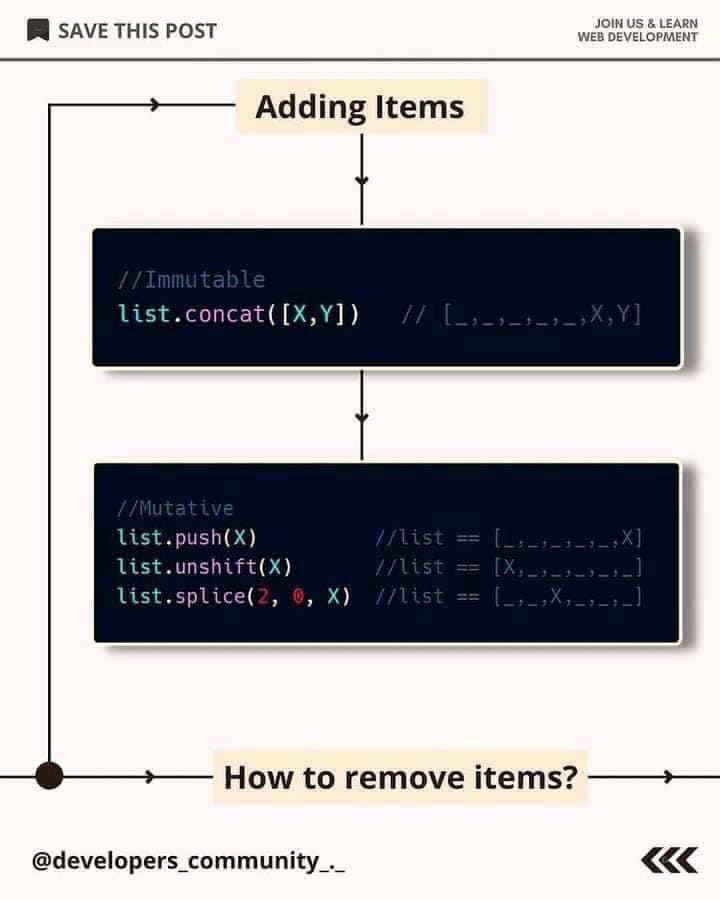 SAVE THIS POST
JOIN US & LEARN
WEB DEVELOPMENT
Adding Items
//Immutable
list.concat([X,Y])   // [_,_,_,_,_,X,Y]
//Mutative
list.push(X)          //list == [_,_,_,_,_,X]
list.unshift(X)       //list == [X,_,_,_,_,_]
list.splice(2, 0, X)  //list == [_,_,X,_,_,_]
How to remove items?
@developers_community_._